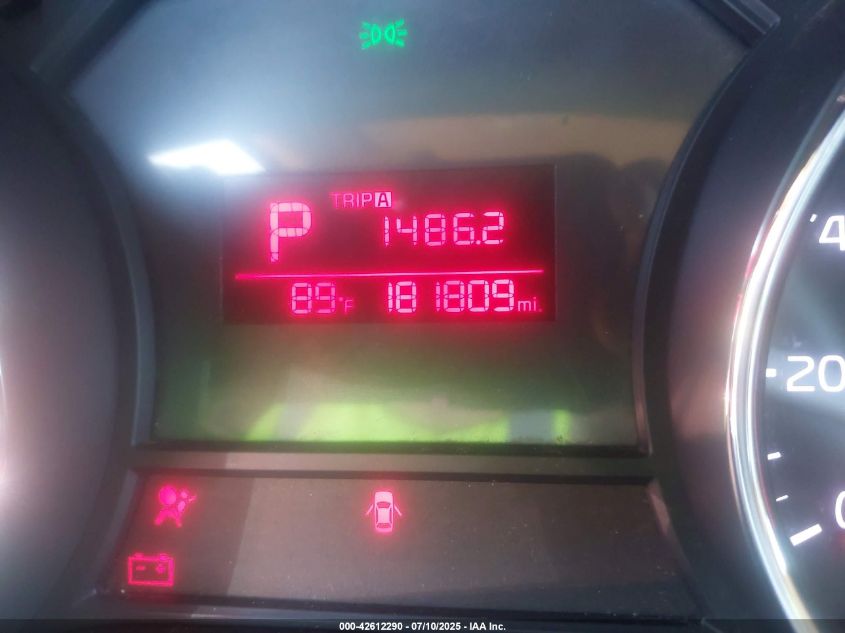 TRIP A
P 1486.2
89°F 181809 mi.
20
000-42612290 - 07/10/2025 - IAA Inc.